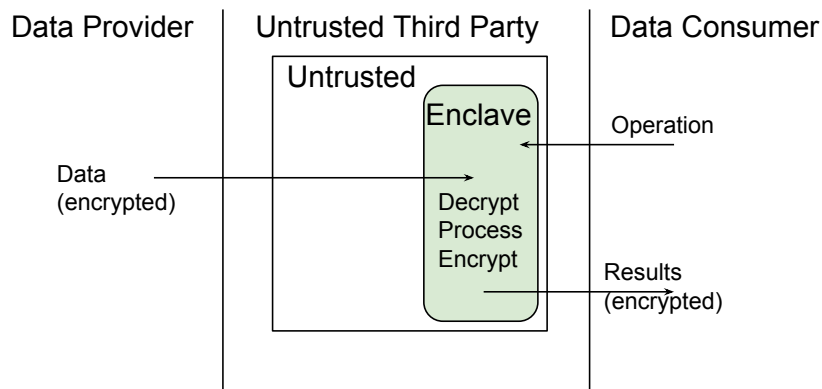 Data Provider
Untrusted Third Party
Data Consumer
Untrusted
Enclave
Operation
Data
(encrypted)
Decrypt
Process
Encrypt
Results
(encrypted)